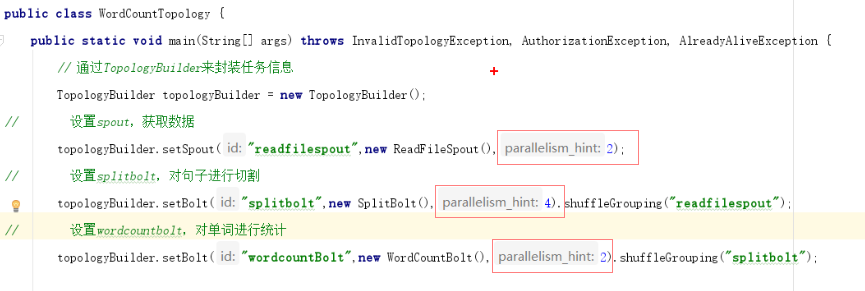 public class WordCountTopology {
public static void main(String[] args) throws InvalidTopologyException, AuthorizationException, AlreadyAliveException {
// 通过TopologyBuilder来封装任务信息
TopologyBuilder topologyBuilder = new TopologyBuilder();
// 设置spout，获取数据
topologyBuilder.setSpout( id: "readfilespout",new ReadFileSpout(), parallelism_hint: 2);
// 设置splitbolt，对句子进行切割
topologyBuilder.setBolt( id: "splitbolt",new SplitBolt(), parallelism_hint: 4).shuffleGrouping("readfilespout");
// 设置wordcountbolt，对单词进行统计
topologyBuilder.setBolt( id: "wordcountBolt",new WordCountBolt(), parallelism_hint: 2).shuffleGrouping("splitbolt");